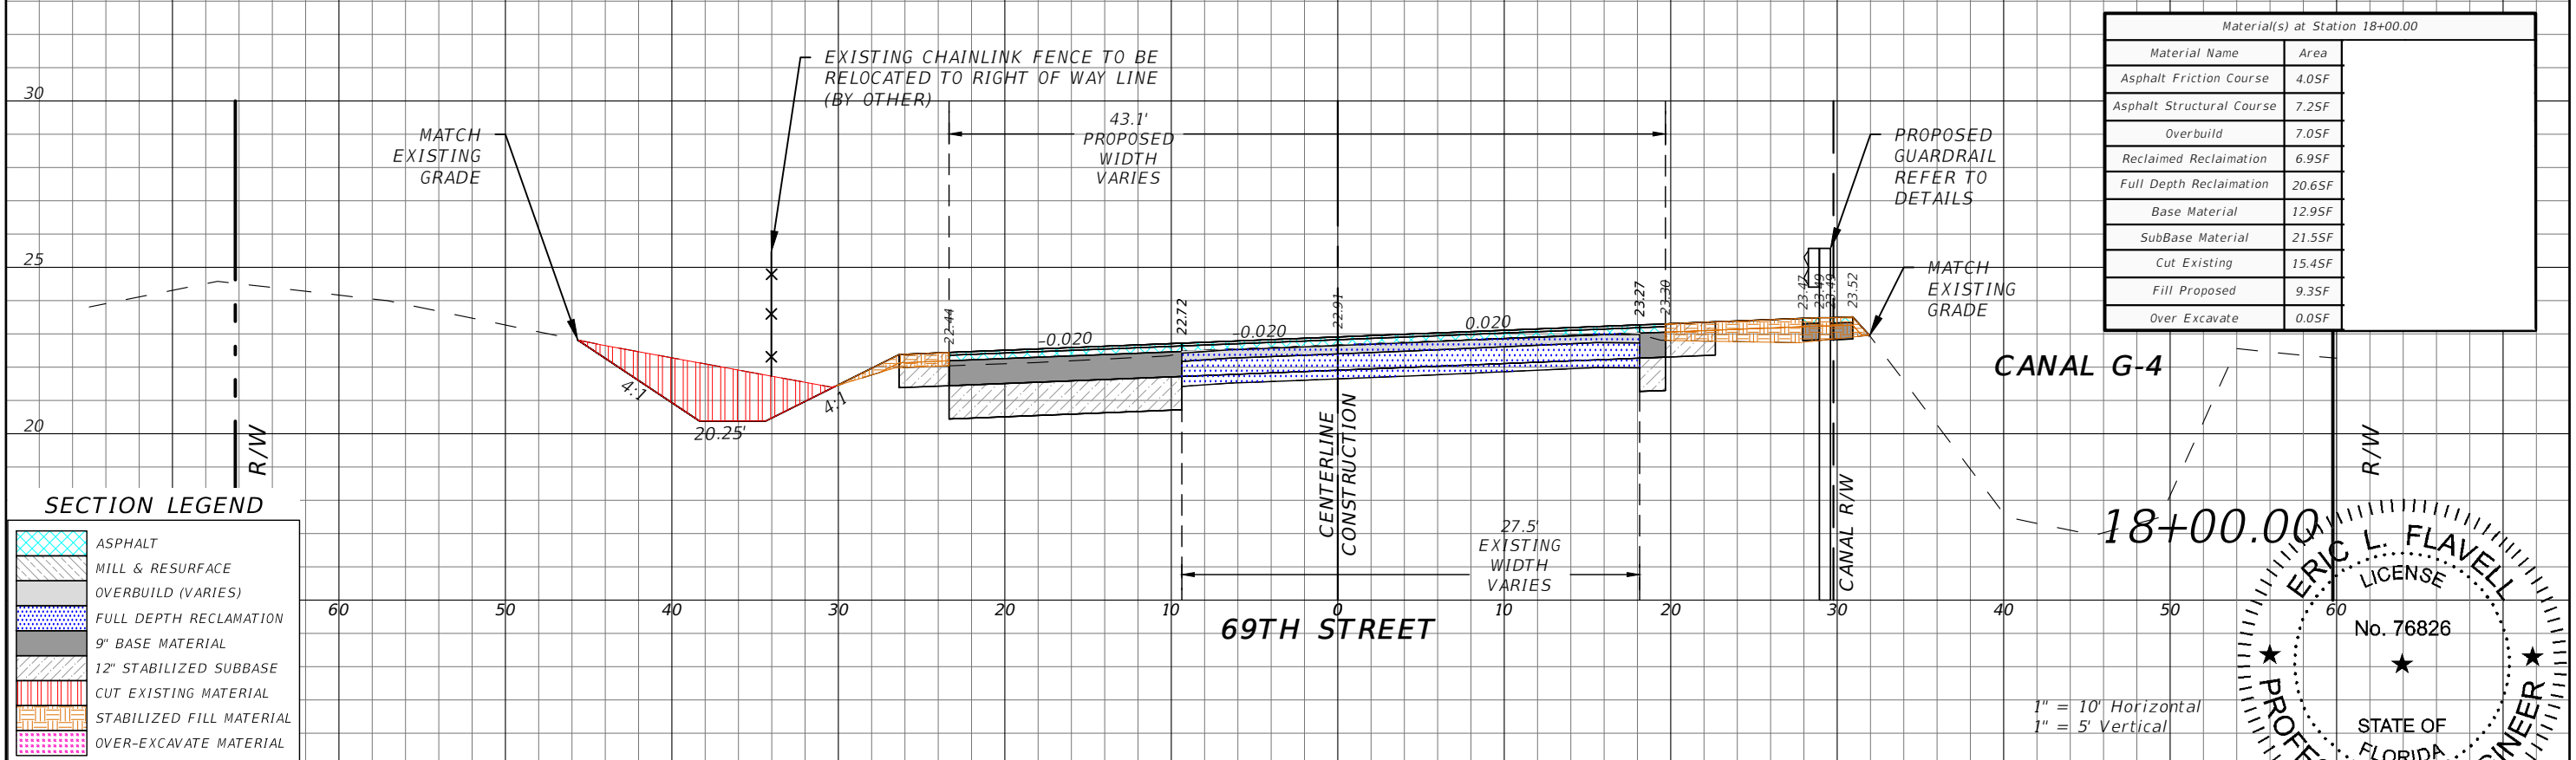 Material(s) at Station 18+00.00
Material Name Area
Asphalt Friction Course 4.0SF
Asphalt Structural Course 7.2SF
Overbuild 7.0SF
Reclaimed Reclaimation 6.9SF
Full Depth Reclaimation 20.6SF
Base Material 12.9SF
SubBase Material 21.5SF
Cut Existing 15.4SF
Fill Proposed 9.3SF
Over Excavate 0.0SF
EXISTING CHAINLINK FENCE TO BE
RELOCATED TO RIGHT OF WAY LINE
(BY OTHER)
30
25
20
MATCH
EXISTING
GRADE
43.1'
PROPOSED
WIDTH
VARIES
PROPOSED
GUARDRAIL
REFER TO
DETAILS
MATCH
EXISTING
GRADE
22.44
-0.020
22.72
-0.020
22.91
0.020
23.27
23.30
23.47
23.49
23.49
23.52
4:1
20.25'
4:1
CANAL G-4
R/W
CENTERLINE
CONSTRUCTION
27.5'
EXISTING
WIDTH
VARIES
CANAL R/W
R/W
18+00.00
60 50 40 30 20 10 0 10 20 30 40 50 60
69TH STREET
SECTION LEGEND
ASPHALT
MILL & RESURFACE
OVERBUILD (VARIES)
FULL DEPTH RECLAMATION
9" BASE MATERIAL
12" STABILIZED SUBBASE
CUT EXISTING MATERIAL
STABILIZED FILL MATERIAL
OVER-EXCAVATE MATERIAL
1" = 10' Horizontal
1" = 5' Vertical
ERIC L. FLAVELL
LICENSE
No. 76826
STATE OF
FLORIDA